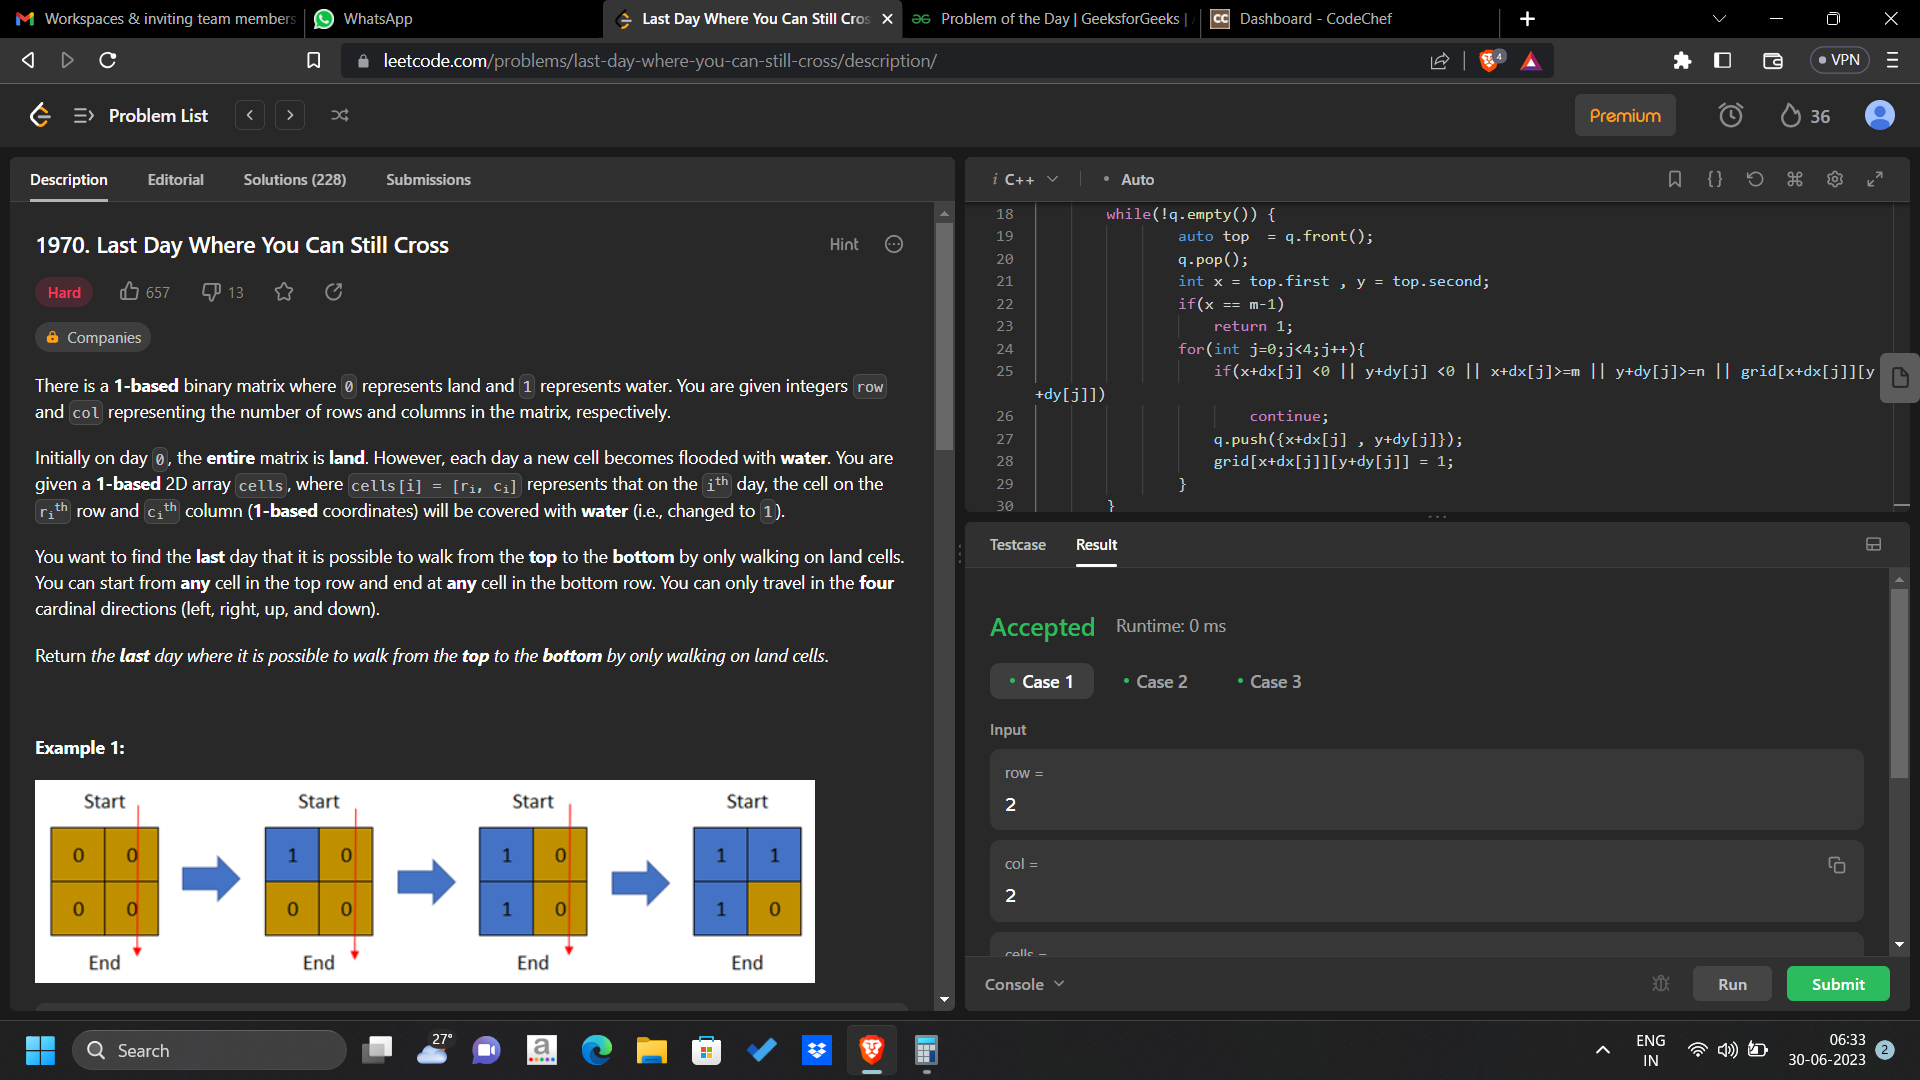 Workspaces & inviting team members
WhatsApp
Last Day Where You Can Still Cros
Problem of the Day | GeeksforGeeks |
CC Dashboard - CodeChef
leetcode.com/problems/last-day-where-you-can-still-cross/description/
4
VPN
Problem List
Premium
36
Description
Editorial
Solutions (228)
Submissions
1970. Last Day Where You Can Still Cross
Hint
Hard
657
13
Companies
There is a 1-based binary matrix where 0 represents land and 1 represents water. You are given integers row
and col representing the number of rows and columns in the matrix, respectively.
Initially on day 0, the entire matrix is land. However, each day a new cell becomes flooded with water. You are
given a 1-based 2D array cells, where cells[i] = [ri, ci] represents that on the ith day, the cell on the
rith row and cith column (1-based coordinates) will be covered with water (i.e., changed to 1).
You want to find the last day that it is possible to walk from the top to the bottom by only walking on land cells.
You can start from any cell in the top row and end at any cell in the bottom row. You can only travel in the four
cardinal directions (left, right, up, and down).
Return the last day where it is possible to walk from the top to the bottom by only walking on land cells.
Example 1:
Start Start Start Start
0 0 1 0 1 0 1 1
0 0 0 0 1 0 1 0
End End End End
i C++
• Auto
18 while(!q.empty()) {
19 auto top  = q.front();
20 q.pop();
21 int x = top.first , y = top.second;
22 if(x == m-1)
23 return 1;
24 for(int j=0;j<4;j++){
25 if(x+dx[j] <0 || y+dy[j] <0 || x+dx[j]>=m || y+dy[j]>=n || grid[x+dx[j]][y
+dy[j]])
26 continue;
27 q.push({x+dx[j] , y+dy[j]});
28 grid[x+dx[j]][y+dy[j]] = 1;
29 }
30 }
Testcase
Result
Accepted
Runtime: 0 ms
• Case 1
• Case 2
• Case 3
Input
row =
2
col =
2
cells =
Console
Run
Submit
Search
27°
a
ENG
IN
06:33
30-06-2023
2